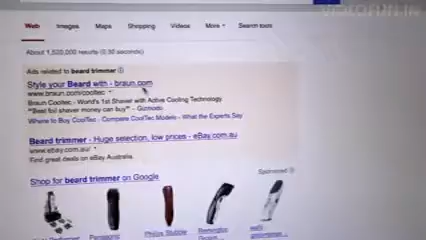 VIDEOFUN.IN
Web Images Maps Shopping Videos More Search tools
About 1,520,000 results (0.30 seconds)
Ads related to beard trimmer
Style your Beard with - braun.com
www.braun.com/cooltec
Braun Cooltec - World's 1st Shaver with Active Cooling Technology
"Best foil shaver money can buy" - Gizmodo
Where to Buy CoolTec - Compare CoolTec Models - What the Experts Say
Beard trimmer - Huge selection, low prices - eBay.com.au
www.ebay.com.au/
Find great deals on eBay Australia
Shop for beard trimmer on Google
Sponsored
Panasonic Philips Stubble Remington